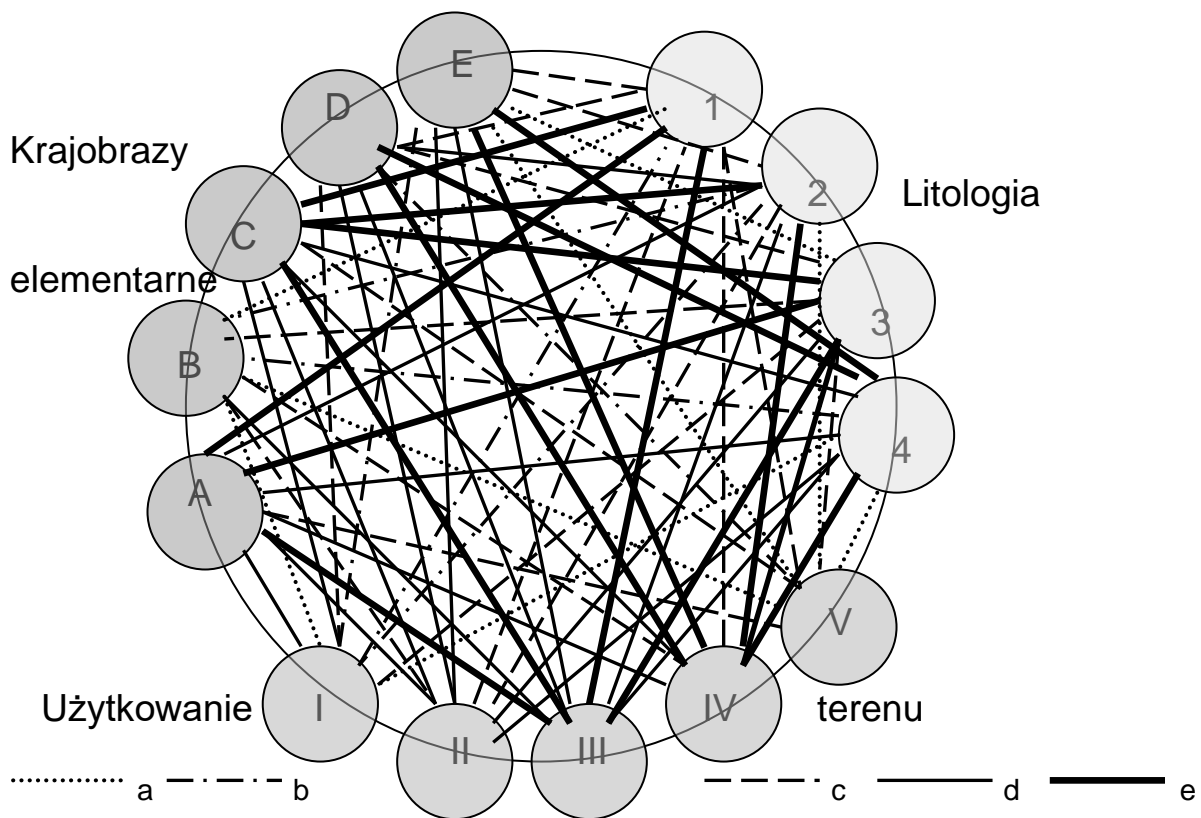 E
1
D
Krajobrazy
2
Litologia
C
elementarne
3
B
4
A
V
Użytkowanie
I
IV
terenu
II
III
a
b
c
d
e